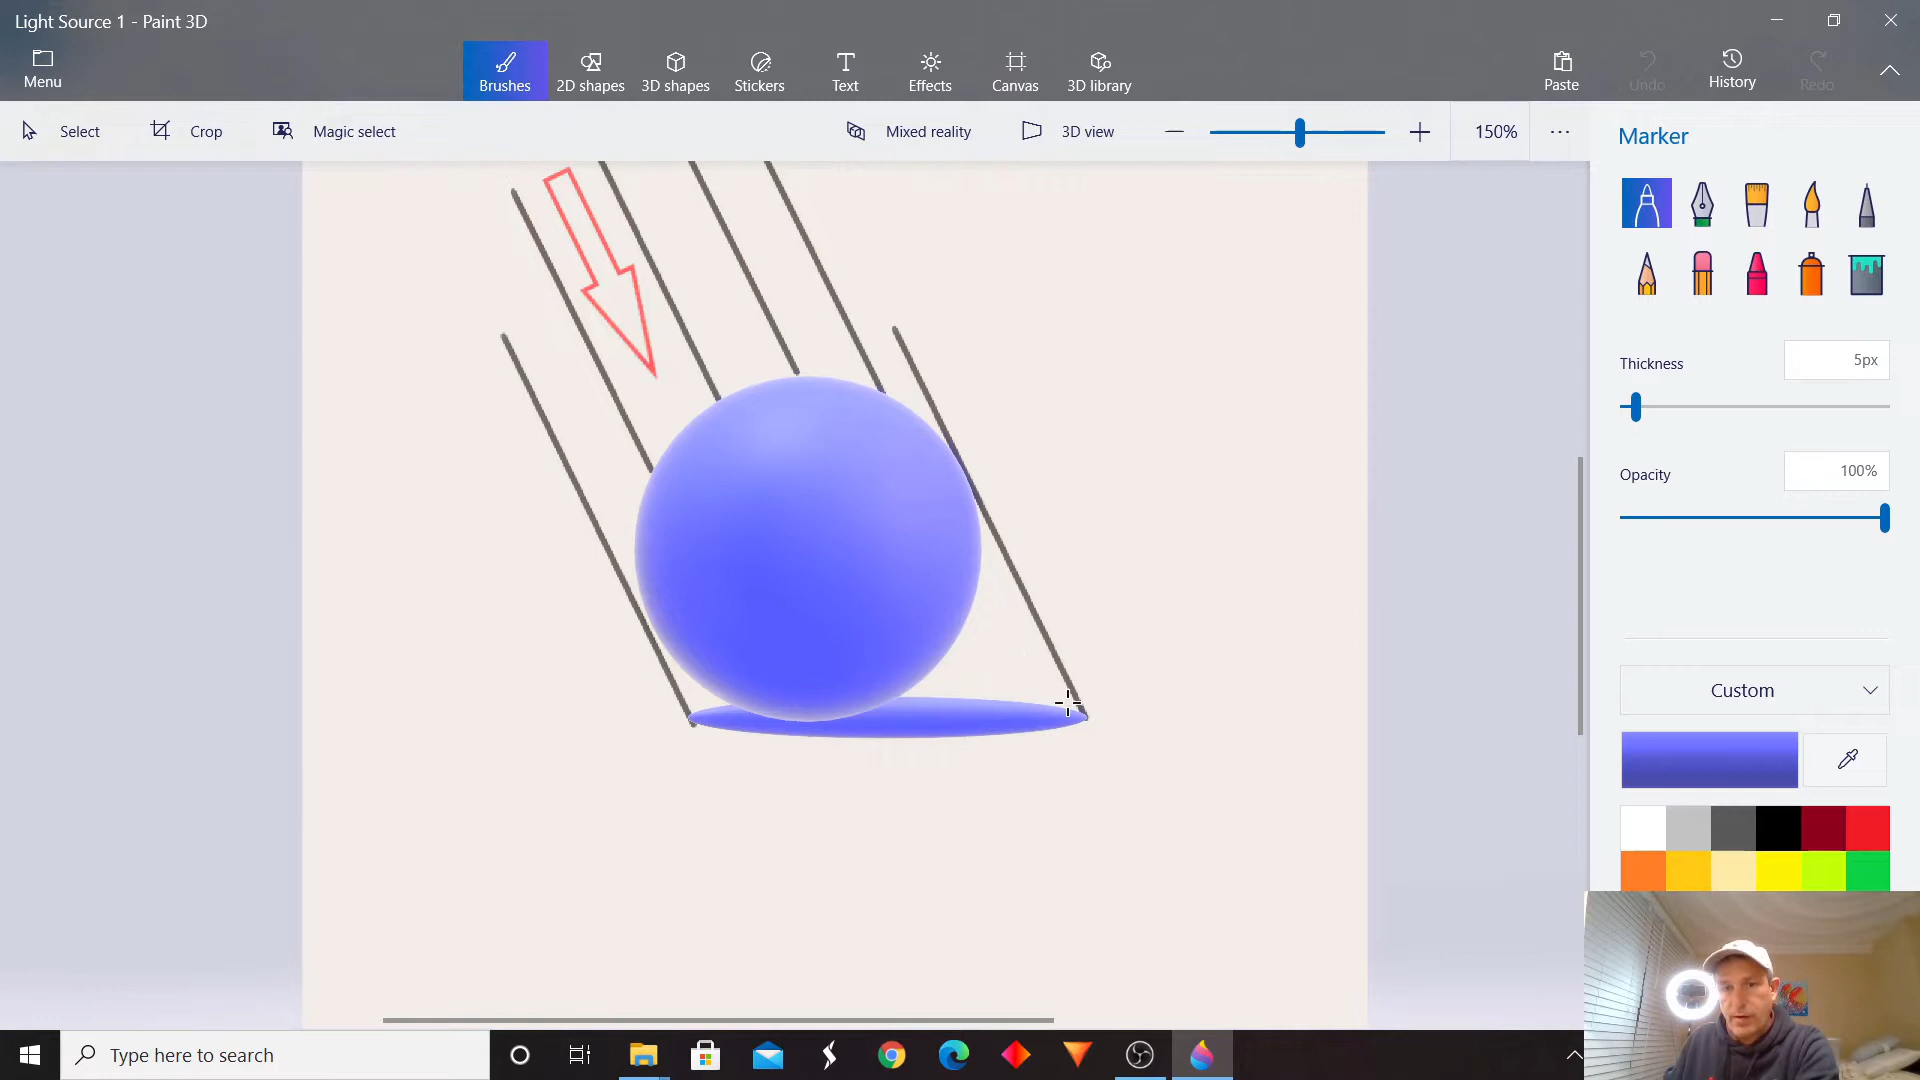 Light Source 1 - Paint 3D
Menu
Brushes
2D shapes
3D shapes
Stickers
Text
Effects
Canvas
3D library
Paste
Undo
History
Redo
Select
Crop
Magic select
Mixed reality
3D view
150%
Marker
Thickness
5px
Opacity
100%
Custom
Type here to search